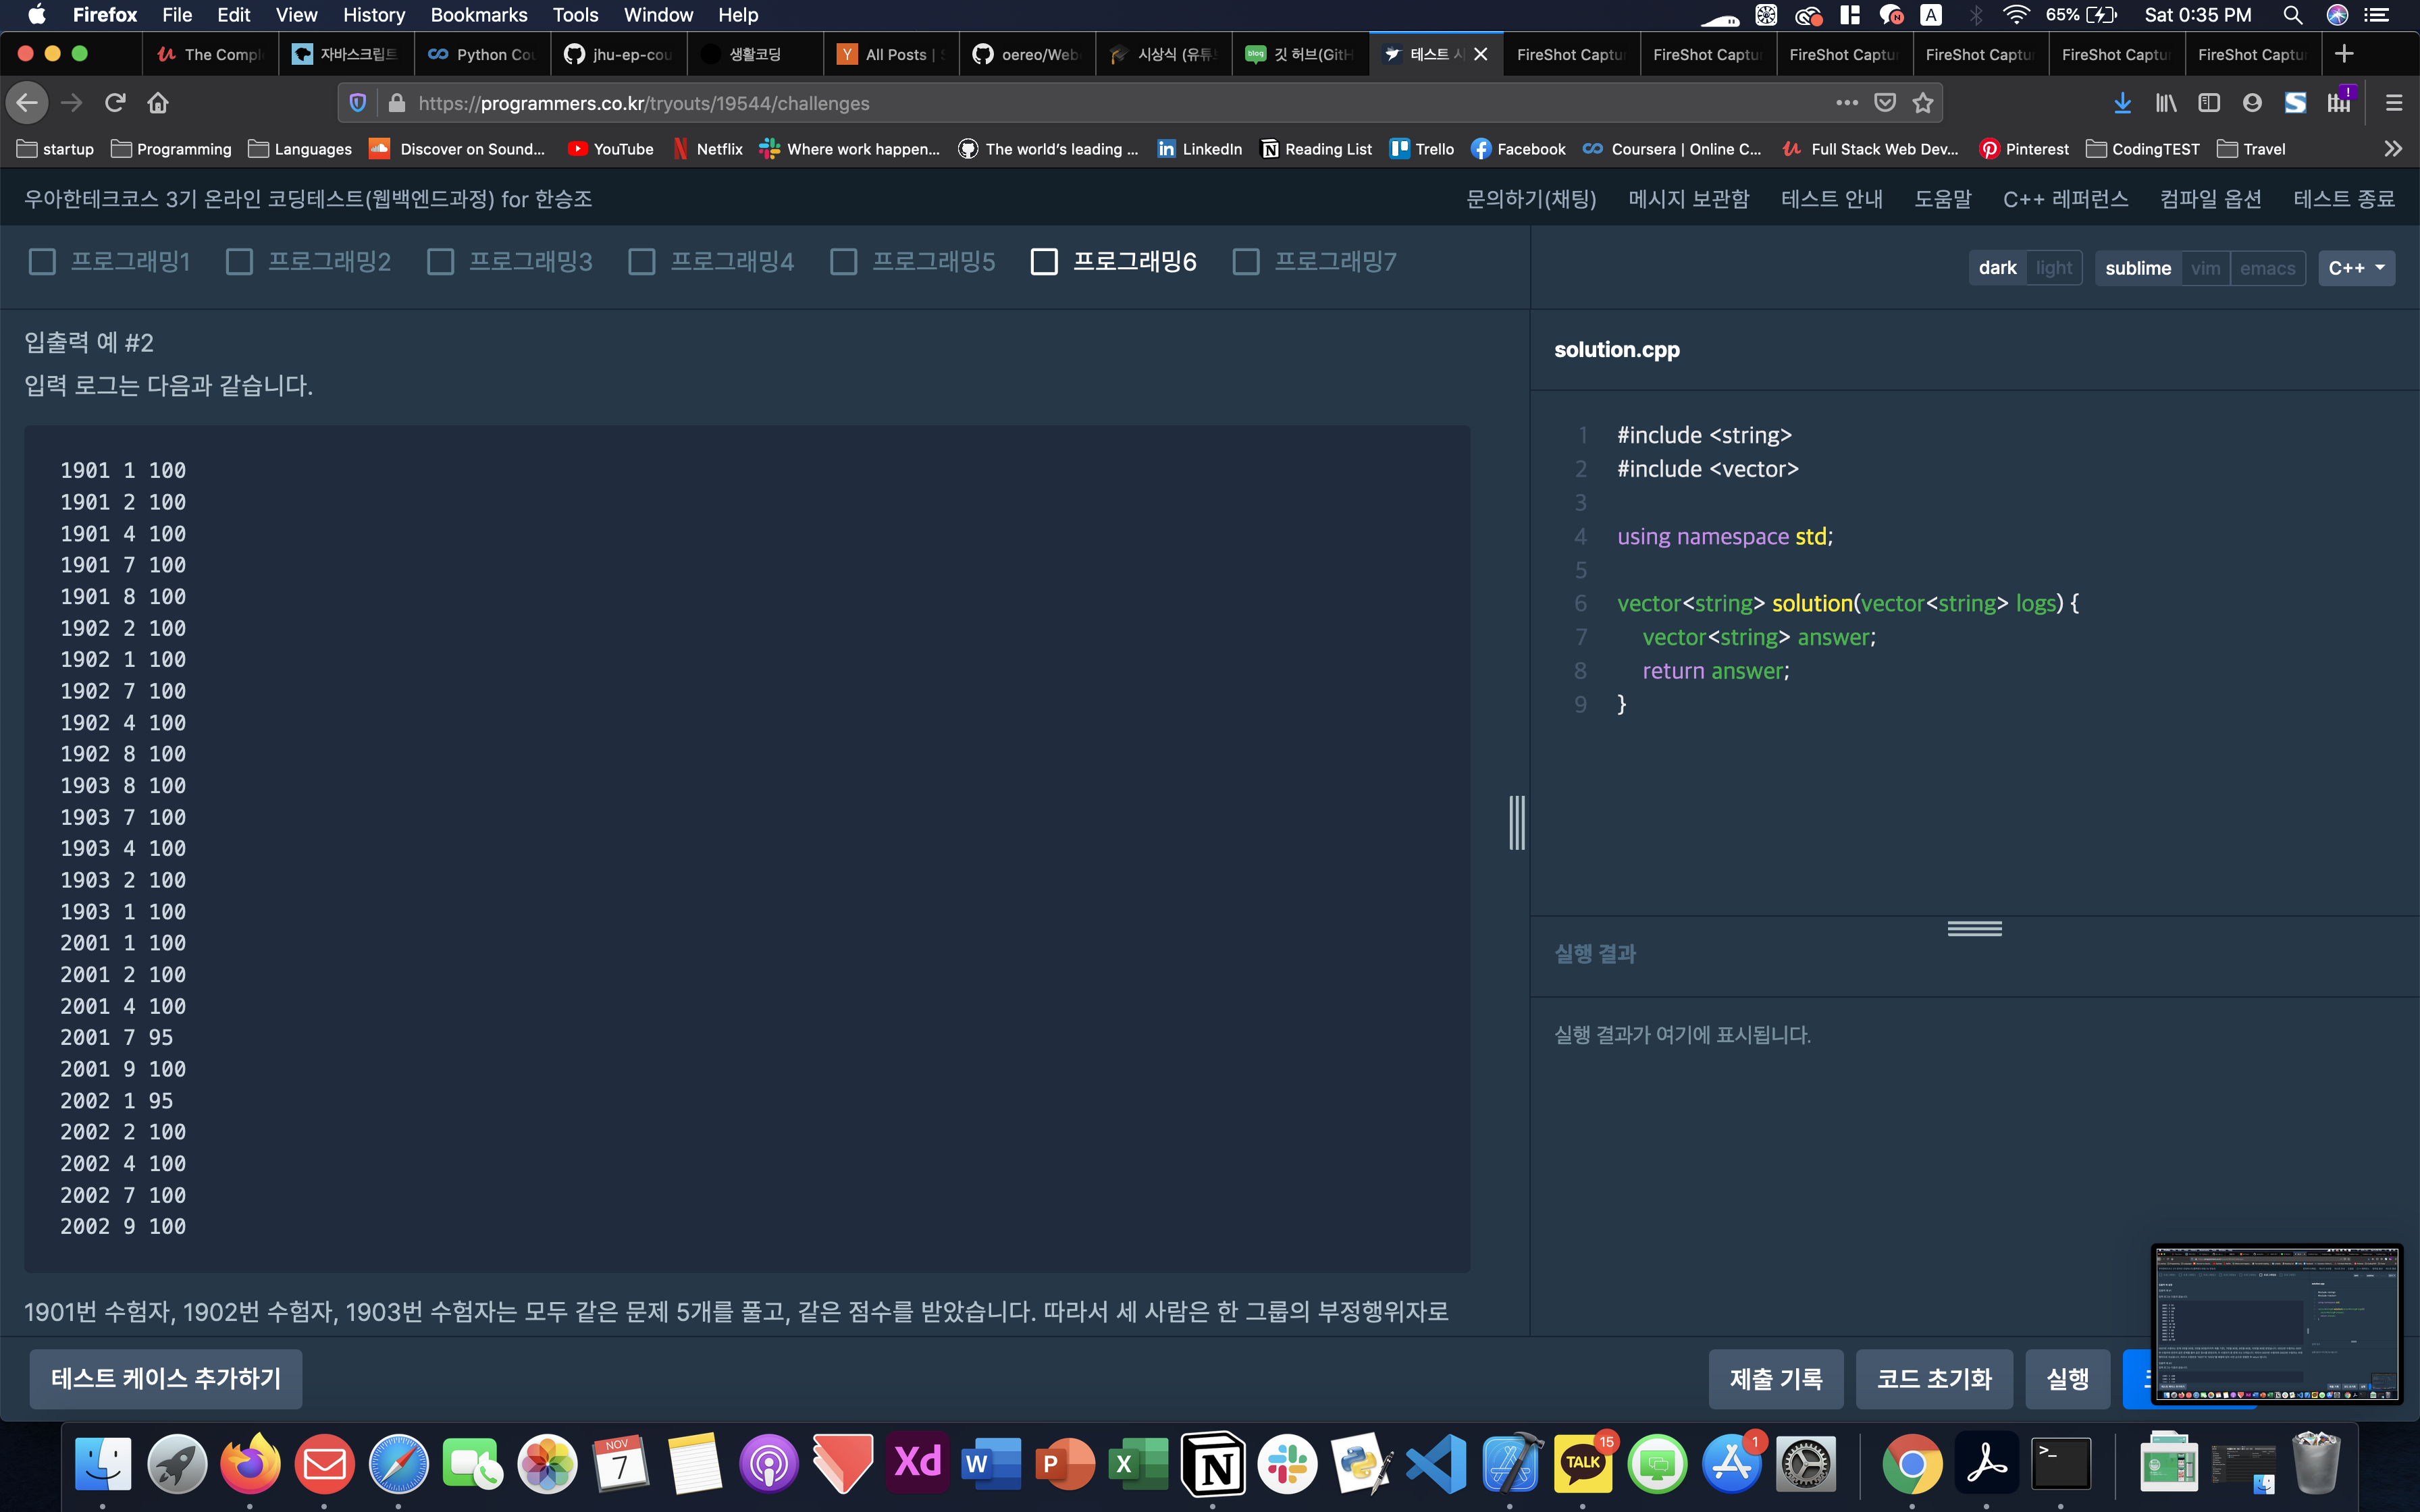 Firefox File Edit View History Bookmarks Tools Window Help 65% Sat 0:35 PM
The Comple 자바스크립트 Python Cou jhu-ep-cou 생활코딩 All Posts | oereo/Web 시상식 (유튜 깃 허브(GitH 테스트 시 FireShot Captur FireShot Captur FireShot Captur FireShot Captur FireShot Captur FireShot Captur
https://programmers.co.kr/tryouts/19544/challenges
startup Programming Languages Discover on Sound... YouTube Netflix Where work happen... The world's leading ... LinkedIn Reading List Trello Facebook Coursera | Online C... Full Stack Web Dev... Pinterest CodingTEST Travel
우아한테크코스 3기 온라인 코딩테스트(웹백엔드과정) for 한승조 문의하기(채팅) 메시지 보관함 테스트 안내 도움말 C++ 레퍼런스 컴파일 옵션 테스트 종료
프로그래밍1 프로그래밍2 프로그래밍3 프로그래밍4 프로그래밍5 프로그래밍6 프로그래밍7
dark light sublime vim emacs C++
입출력 예 #2
입력 로그는 다음과 같습니다.
1901 1 100
1901 2 100
1901 4 100
1901 7 100
1901 8 100
1902 2 100
1902 1 100
1902 7 100
1902 4 100
1902 8 100
1903 8 100
1903 7 100
1903 4 100
1903 2 100
1903 1 100
2001 1 100
2001 2 100
2001 4 100
2001 7 95
2001 9 100
2002 1 95
2002 2 100
2002 4 100
2002 7 100
2002 9 100
1901번 수험자, 1902번 수험자, 1903번 수험자는 모두 같은 문제 5개를 풀고, 같은 점수를 받았습니다. 따라서 세 사람은 한 그룹의 부정행위자로
solution.cpp
1 #include <string>
2 #include <vector>
3
4 using namespace std;
5
6 vector<string> solution(vector<string> logs) {
7 vector<string> answer;
8 return answer;
9 }
실행 결과
실행 결과가 여기에 표시됩니다.
테스트 케이스 추가하기 제출 기록 코드 초기화 실행
NOV 7 Xd W P X N TALK 15 1